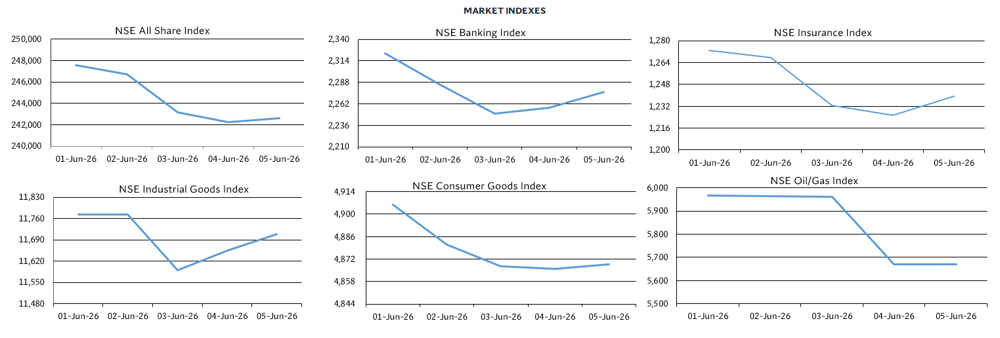 MARKET INDEXES
NSE All Share Index
250,000
248,000
246,000
244,000
242,000
240,000
01-Jun-26 02-Jun-26 03-Jun-26 04-Jun-26 05-Jun-26
NSE Banking Index
2,340
2,314
2,288
2,262
2,236
2,210
01-Jun-26 02-Jun-26 03-Jun-26 04-Jun-26 05-Jun-26
NSE Insurance Index
1,280
1,264
1,248
1,232
1,216
1,200
01-Jun-26 02-Jun-26 03-Jun-26 04-Jun-26 05-Jun-26
NSE Industrial Goods Index
11,830
11,760
11,690
11,620
11,550
11,480
01-Jun-26 02-Jun-26 03-Jun-26 04-Jun-26 05-Jun-26
NSE Consumer Goods Index
4,914
4,900
4,886
4,872
4,858
4,844
01-Jun-26 02-Jun-26 03-Jun-26 04-Jun-26 05-Jun-26
NSE Oil/Gas Index
6,000
5,900
5,800
5,700
5,600
5,500
01-Jun-26 02-Jun-26 03-Jun-26 04-Jun-26 05-Jun-26